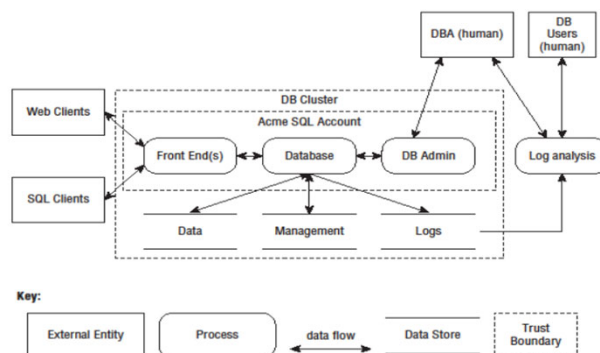 DBA (human)
DB
Users
(human)
DB Cluster
Web Clients
Acme SQL Account
Front End(s)
Database
DB Admin
Log analysis
SQL Clients
Data
Management
Logs
Key:
External Entity
Process
data flow
Data Store
Trust
Boundary